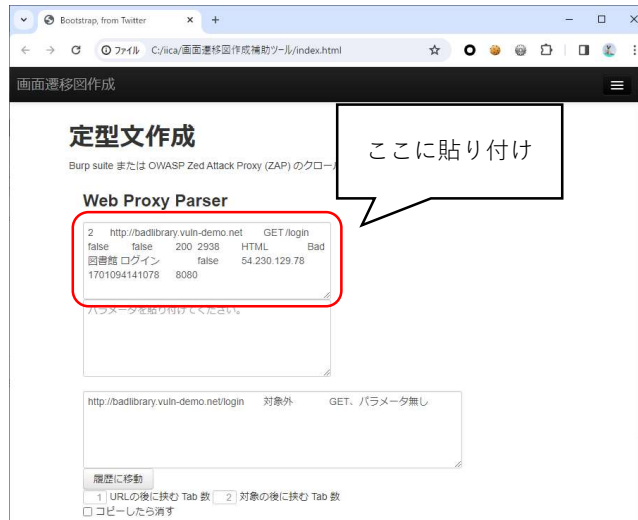 Bootstrap, from Twitter
ファイル C:/iica/画面遷移図作成補助ツール/index.html
画面遷移図作成
定型文作成
Burp suite または OWASP Zed Attack Proxy (ZAP) のクロー
ここに貼り付け
Web Proxy Parser
2 http://badlibrary.vuln-demo.net GET /login
false false 200 2938 HTML Bad
図書館 ログイン false 54.230.129.78
1701094141078 8080
パラメータを貼り付けてください。
http://badlibrary.vuln-demo.net/login 対象外 GET、パラメータ無し
履歴に移動
1 URLの後に挟む Tab 数 2 対象の後に挟む Tab 数
コピーしたら消す